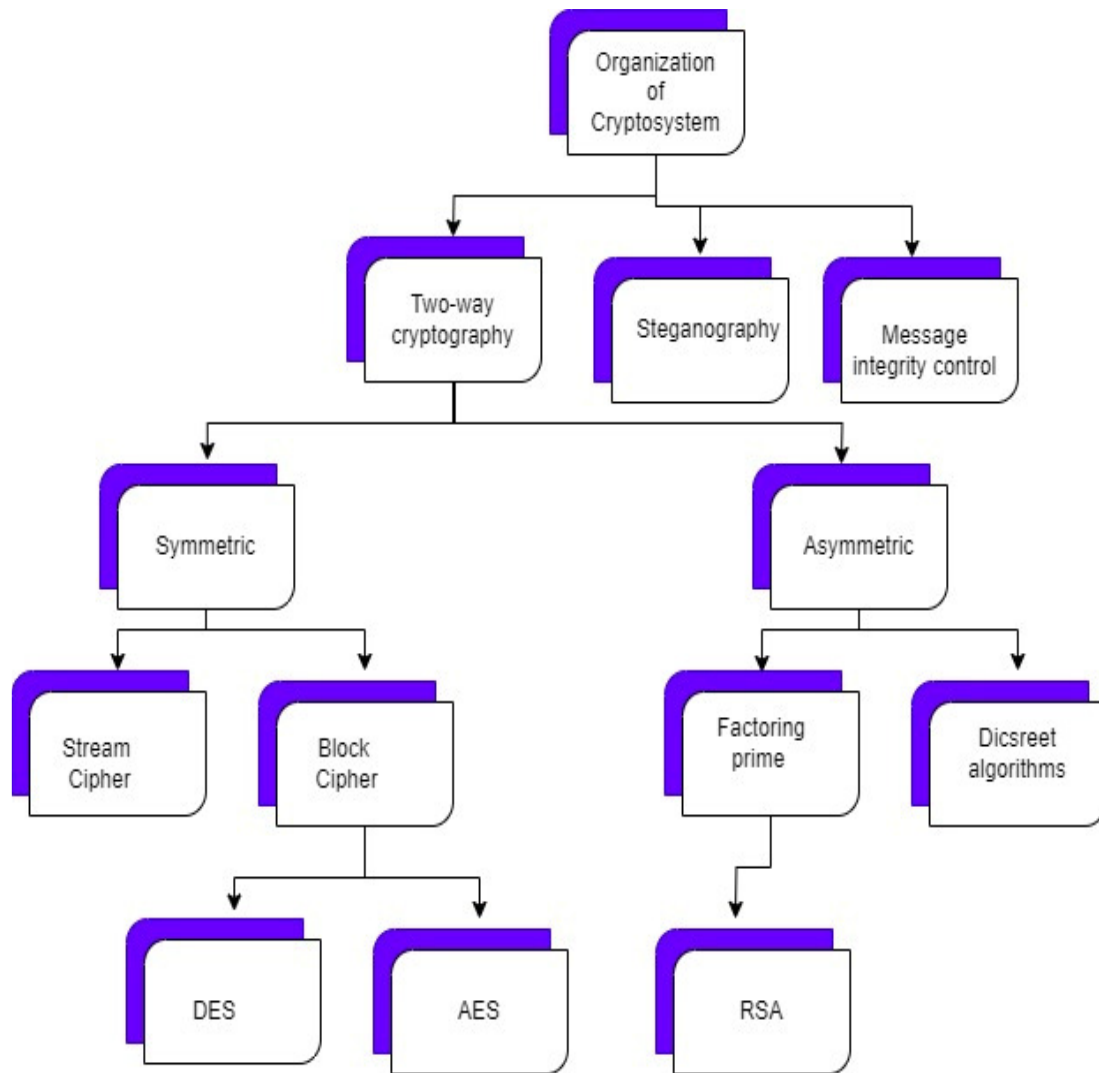 Organization
of
Cryptosystem
Two-way
cryptography
Steganography
Message
integrity control
Symmetric
Asymmetric
Stream
Cipher
Block
Cipher
Factoring
prime
Dicsreet
algorithms
DES
AES
RSA